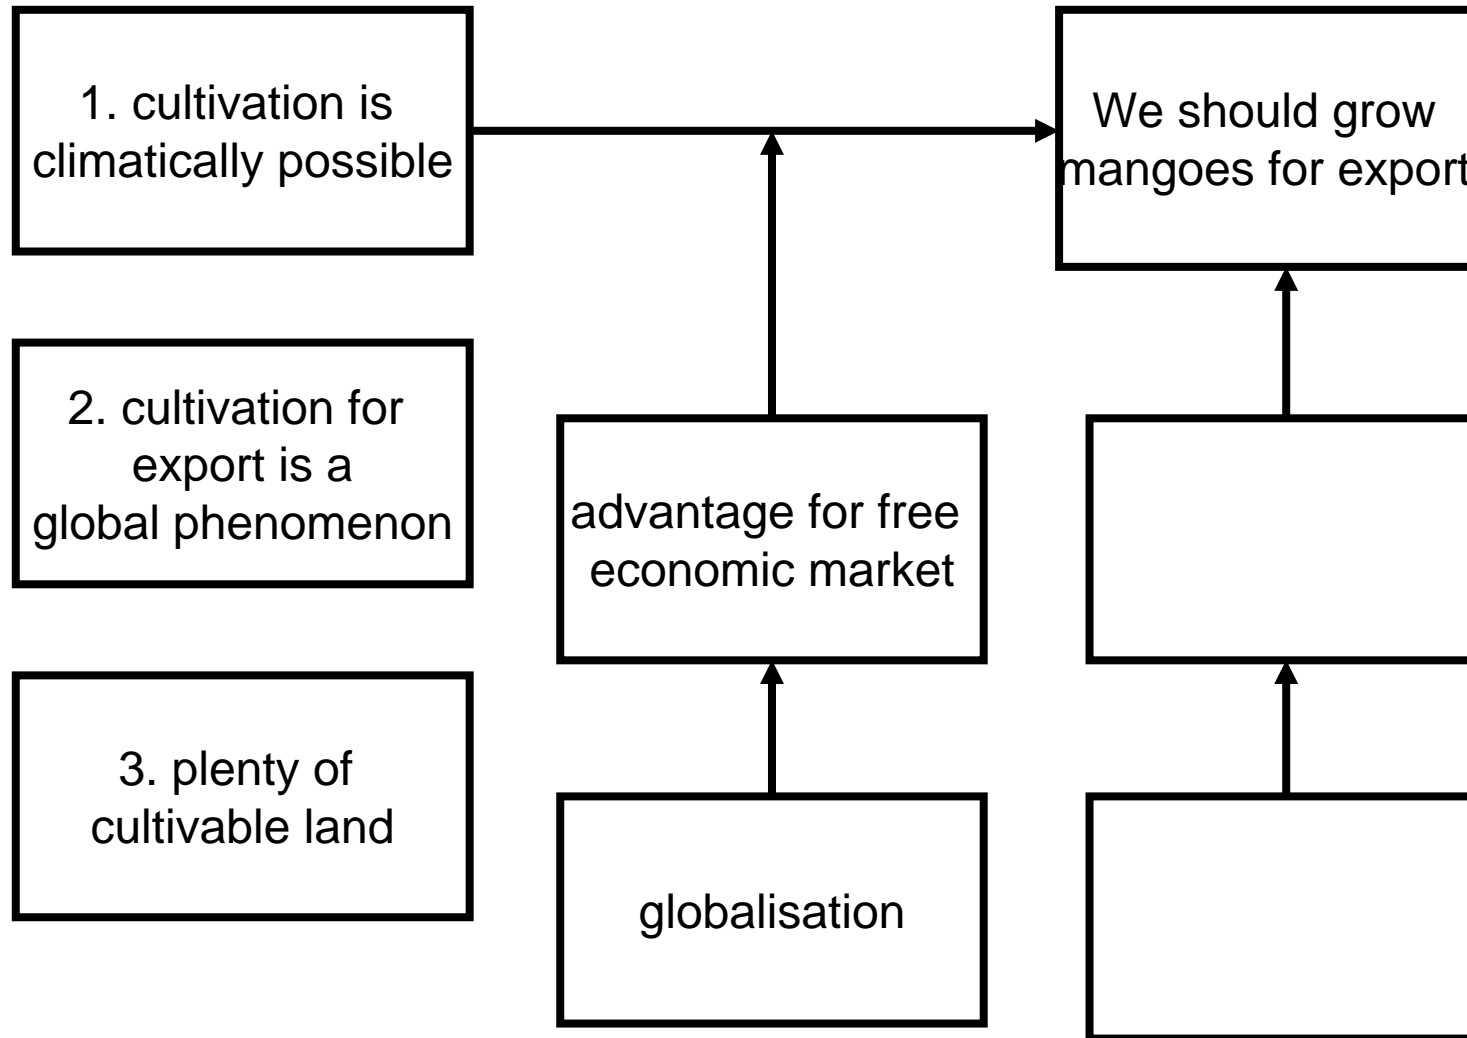 1. cultivation is
climatically possible
We should grow
mangoes for export
2. cultivation for
export is a
global phenomenon
advantage for free
economic market
3. plenty of
cultivable land
globalisation